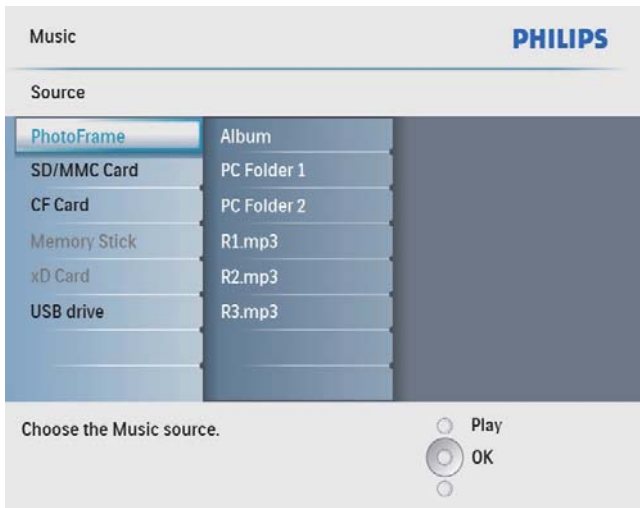 Music
PHILIPS
Source
PhotoFrame
SD/MMC Card
CF Card
Memory Stick
xD Card
USB drive
Album
PC Folder 1
PC Folder 2
R1.mp3
R2.mp3
R3.mp3
Choose the Music source.
Play
OK